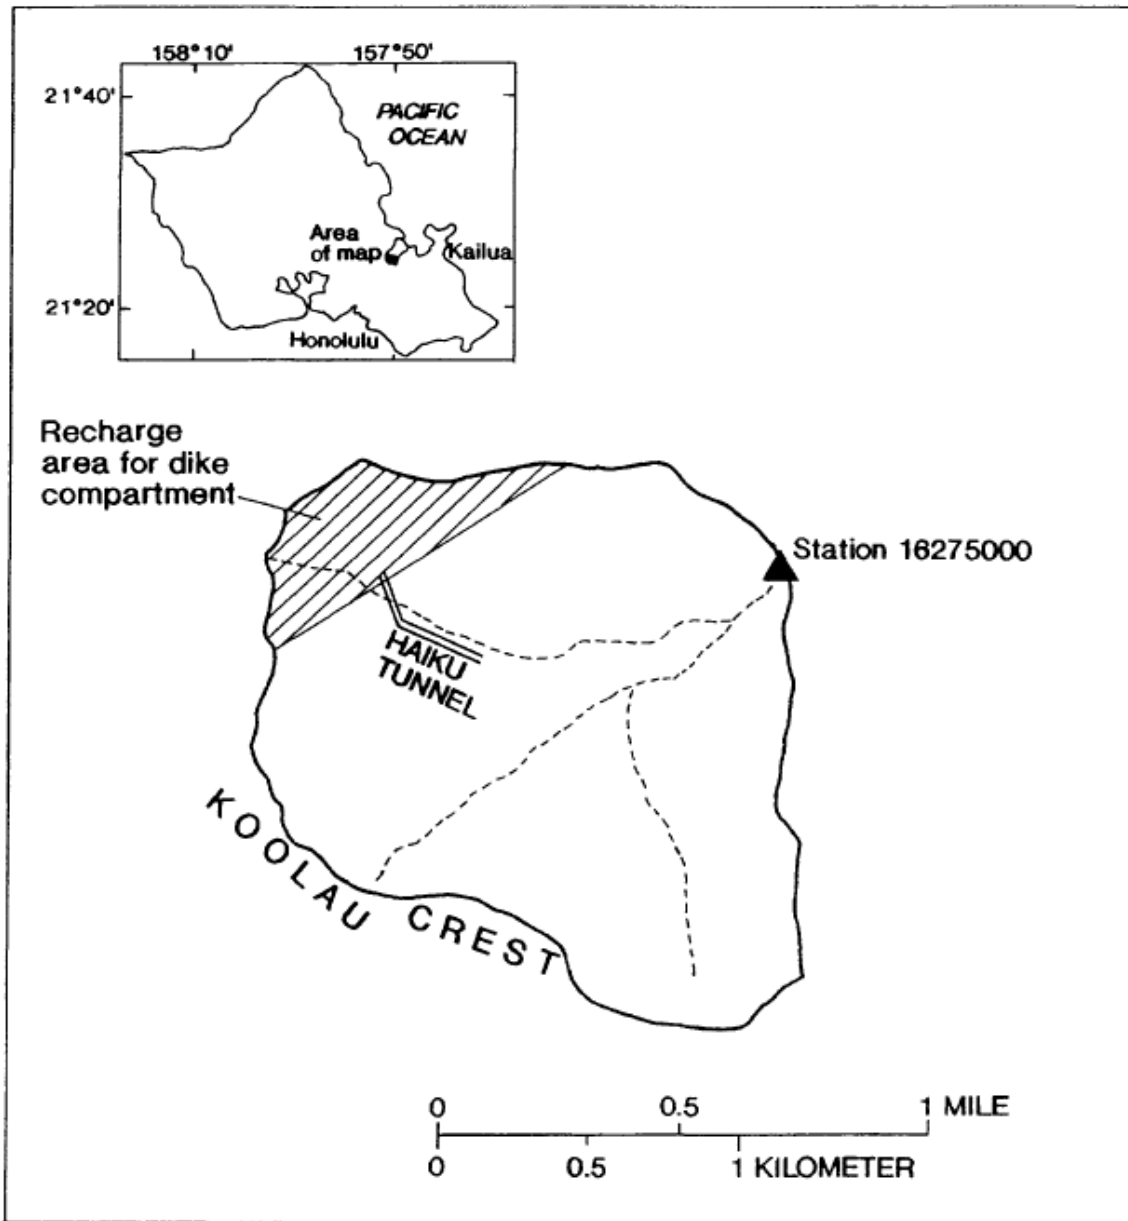 158°10' 157°50'
21°40'
PACIFIC
OCEAN
Area
of map
Kailua
21°20'
Honolulu
Recharge
area for dike
compartment
Station 16275000
HAIKU
TUNNEL
KOOLAU CREST
0 0.5 1 MILE
0 0.5 1 KILOMETER